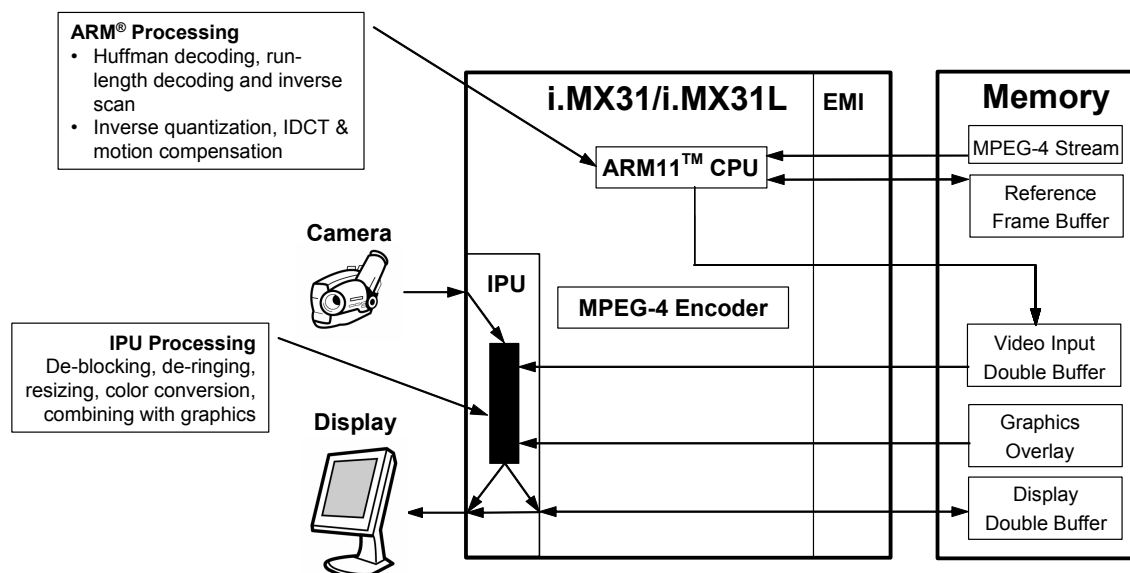 ARM® Processing
• Huffman decoding, run-
length decoding and inverse
scan
• Inverse quantization, IDCT &
motion compensation
i.MX31/i.MX31L
EMI
Memory
ARM11™ CPU
MPEG-4 Stream
Reference
Frame Buffer
Camera
IPU
MPEG-4 Encoder
IPU Processing
De-blocking, de-ringing,
resizing, color conversion,
combining with graphics
Video Input
Double Buffer
Display
Graphics
Overlay
Display
Double Buffer